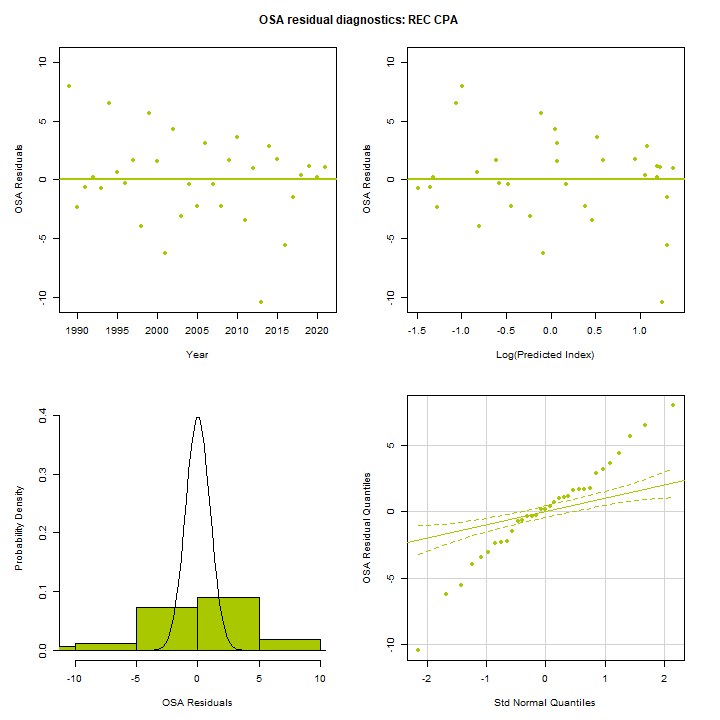 OSA residual diagnostics: REC CPA
10
5
0
-5
-10
OSA Residuals
1990 1995 2000 2005 2010 2015 2020
Year
10
5
0
-5
-10
OSA Residuals
-1.5 -1.0 -0.5 0.0 0.5 1.0
Log(Predicted Index)
0.4
0.3
0.2
0.1
0.0
Probability Density
-10 -5 0 5 10
OSA Residuals
5
0
-5
-10
OSA Residual Quantiles
-2 -1 0 1 2
Std Normal Quantiles